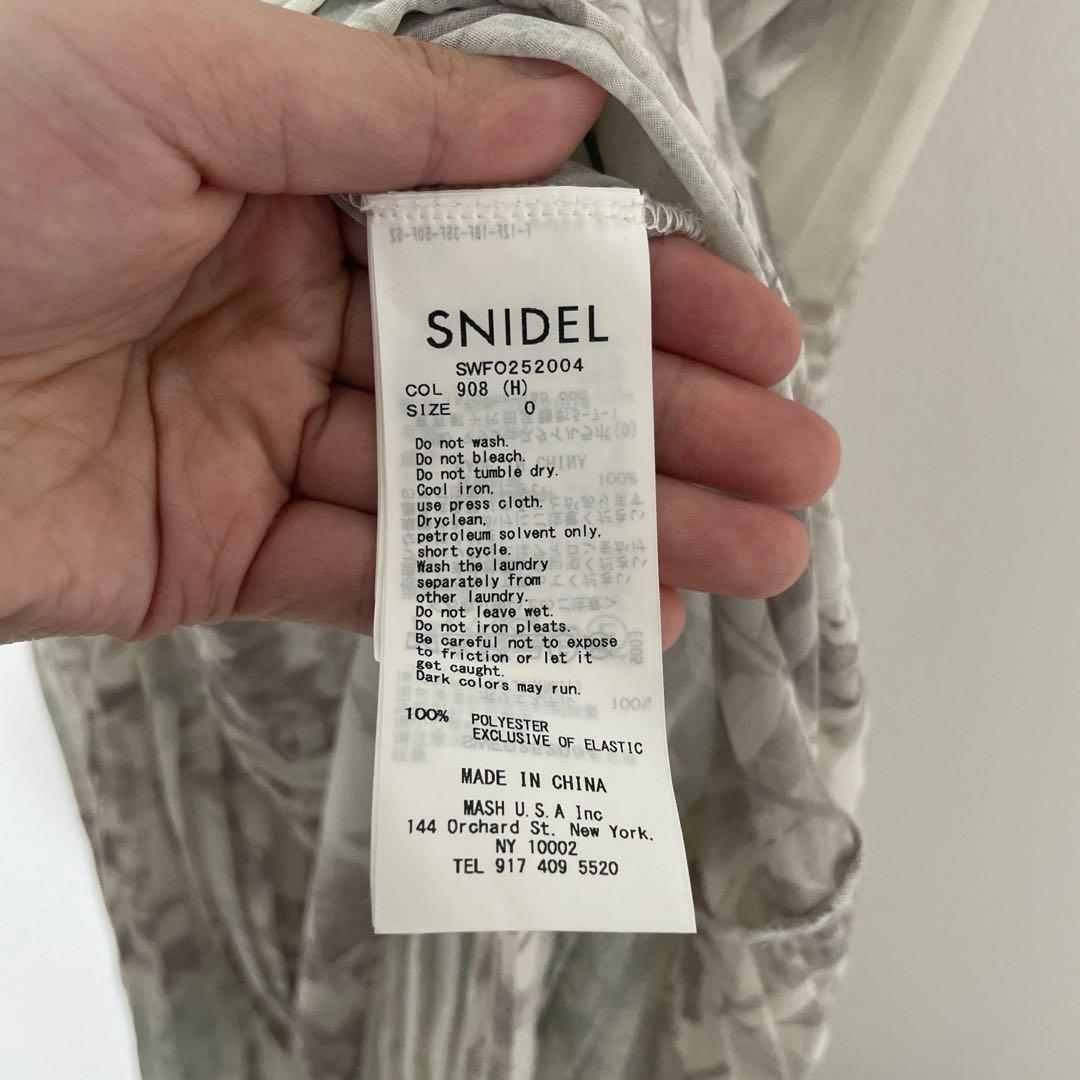 SNIDEL
SWFO252004
COL 908 (H)
SIZE 0
Do not wash.
Do not bleach.
Do not tumble dry.
Cool iron,
use press cloth.
Dryclean,
petroleum solvent only.
short cycle.
Wash the laundry
separately from
other laundry.
Do not leave wet.
Do not iron pleats.
Be careful not to expose
to friction or let it
get caught.
Dark colors may run.
100% POLYESTER
EXCLUSIVE OF ELASTIC
MADE IN CHINA
MASH U.S.A Inc
144 Orchard St. New York.
NY 10002
TEL 917 409 5520